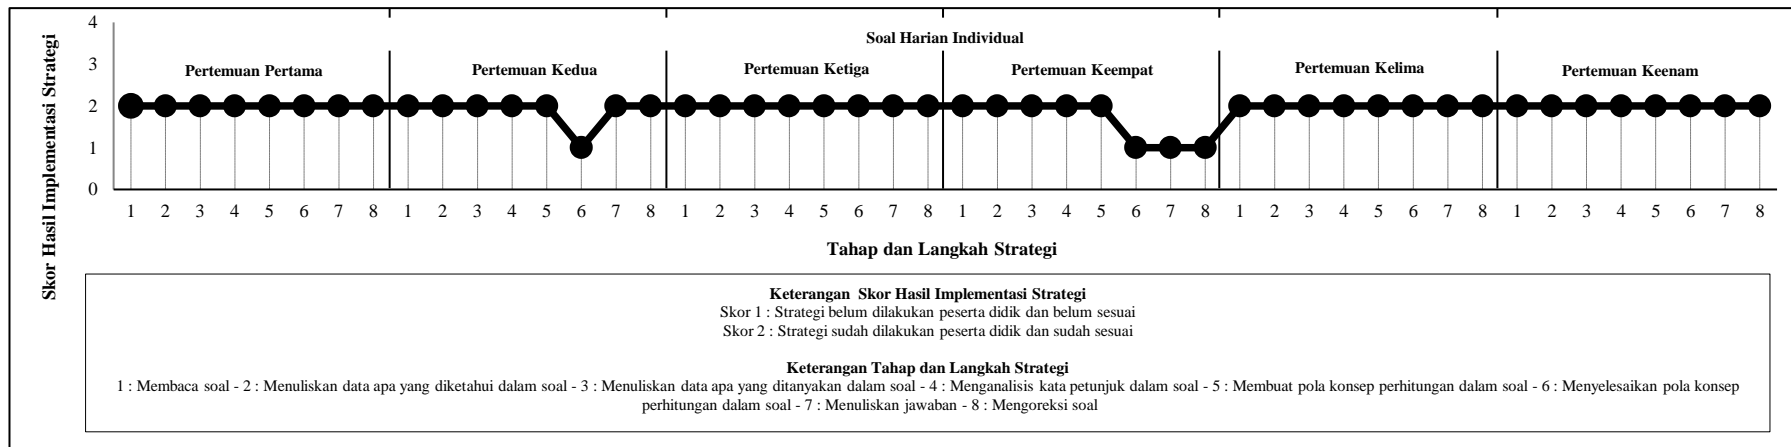 Soal Harian Individual
Pertemuan Pertama
Pertemuan Kedua
Pertemuan Ketiga
Pertemuan Keempat
Pertemuan Kelima
Pertemuan Keenam
Skor Hasil Implementasi Strategi
4
3
2
1
0
1 2 3 4 5 6 7 8 1 2 3 4 5 6 7 8 1 2 3 4 5 6 7 8 1 2 3 4 5 6 7 8 1 2 3 4 5 6 7 8 1 2 3 4 5 6 7 8
Tahap dan Langkah Strategi
Keterangan Skor Hasil Implementasi Strategi
Skor 1 : Strategi belum dilakukan peserta didik dan belum sesuai
Skor 2 : Strategi sudah dilakukan peserta didik dan sudah sesuai
Keterangan Tahap dan Langkah Strategi
1 : Membaca soal - 2 : Menuliskan data apa yang diketahui dalam soal - 3 : Menuliskan data apa yang ditanyakan dalam soal - 4 : Menganalisis kata petunjuk dalam soal - 5 : Membuat pola konsep perhitungan dalam soal - 6 : Menyelesaikan pola konsep
perhitungan dalam soal - 7 : Menuliskan jawaban - 8 : Mengoreksi soal